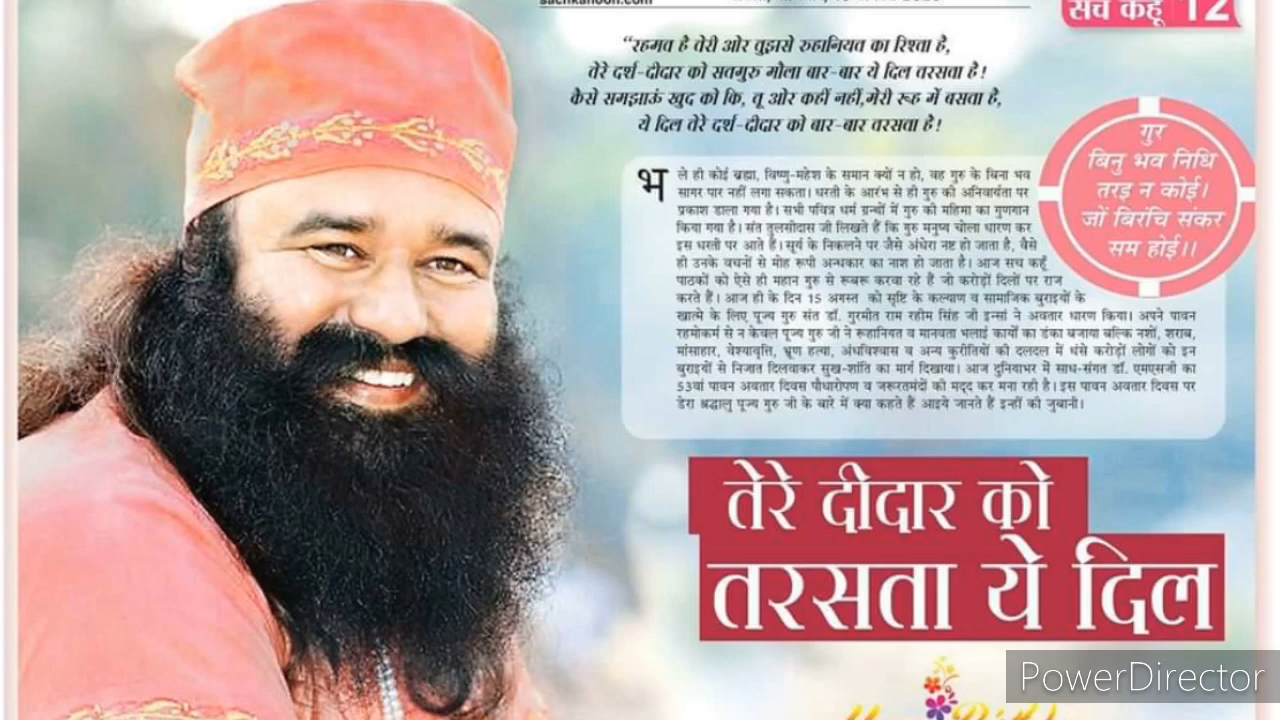 sachkahoon.com
सच कहूँ 12
“रहमत है तेरी और तुझसे रुहानियत का रिश्ता है,
तेरे दर्श-दीदार को सतगुरु मौला बार-बार ये दिल तरसता है!
कैसे समझाऊं खुद को कि, तू और कहीं नहीं,मेरी रूह में बसता है,
ये दिल तेरे दर्श-दीदार को बार-बार तरसता है!
गुर
बिनु भव निधि
तरइ न कोई।
जों बिरंचि संकर
सम होई।।
भले ही कोई ब्रह्मा, विष्णु-महेश के समान क्यों न हो, वह गुरु के बिना भव
सागर पार नहीं लगा सकता। धरती के आरंभ से ही गुरु की अनिवार्यता पर
प्रकाश डाला गया है। सभी पवित्र धर्म ग्रन्थों में गुरु की महिमा का गुणगान
किया गया है। संत तुलसीदास जी लिखते हैं कि गुरु मनुष्य चोला धारण कर
इस धरती पर आते हैं। सूर्य के निकलने पर जैसे अंधेरा नष्ट हो जाता है, वैसे
ही उनके वचनों से मोह रूपी अन्धकार का नाश हो जाता है। आज सच कहूँ
पाठकों को ऐसे ही महान गुरु से रूबरू करवा रहे हैं जो करोड़ों दिलों पर राज
करते हैं। आज ही के दिन 15 अगस्त को सृष्टि के कल्याण व सामाजिक बुराइयों के
खात्मे के लिए पूज्य गुरु संत डॉ. गुरमीत राम रहीम सिंह जी इन्सां ने अवतार धारण किया। अपने पावन
रहमोकर्म से न केवल पूज्य गुरु जी ने रूहानियत व मानवता भलाई कार्यों का डंका बजाया बल्कि नशों, शराब,
मांसाहार, वेश्यावृत्ति, भ्रूण हत्या, अंधविश्वास व अन्य कुरीतियों की दलदल में धंसे करोड़ों लोगों को इन
बुराइयों से निजात दिलवाकर सुख-शांति का मार्ग दिखाया। आज दुनियाभर में साध-संगत डॉ. एमएसजी का
53वां पावन अवतार दिवस पौधारोपण व जरूरतमंदों की मदद कर मना रही है। इस पावन अवतार दिवस पर
डेरा श्रद्धालु पूज्य गुरु जी के बारे में क्या कहते हैं आइये जानते हैं इन्हीं की जुबानी।
तेरे दीदार को
तरसता ये दिल
PowerDirector